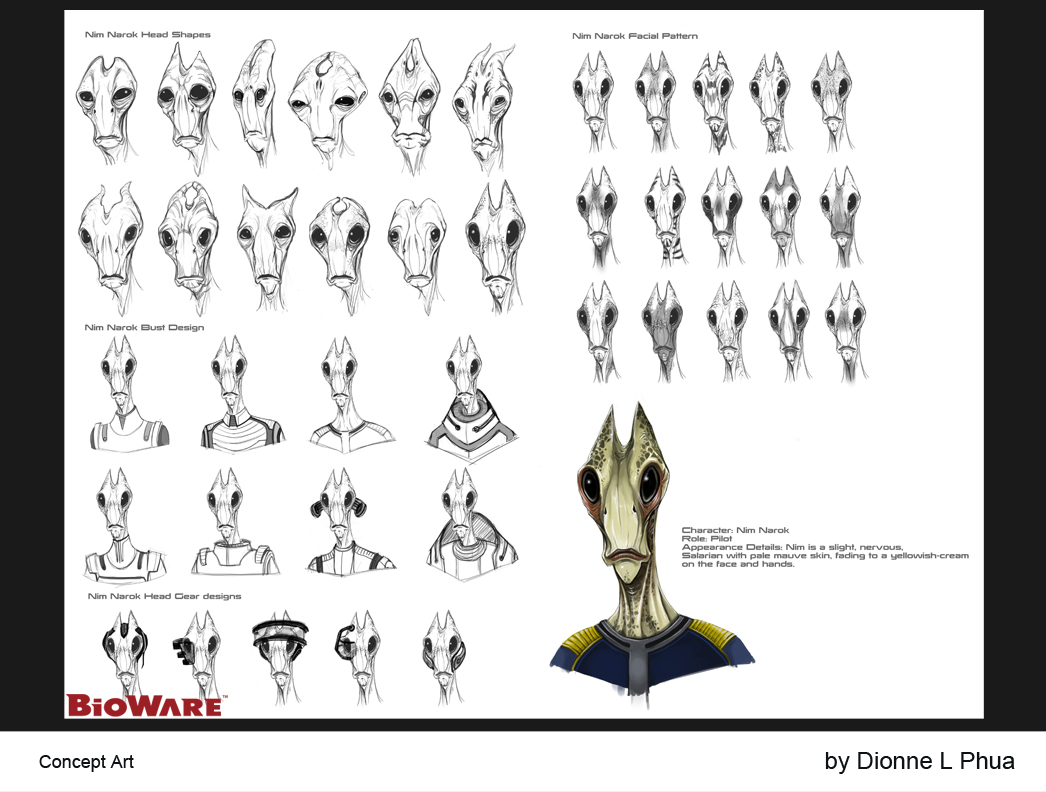 Nim Narok Head Shapes
Nim Narok Facial Pattern
Nim Narok Bust Design
Character: Nim Narok
Role: Pilot
Appearance Details: Nim is a slight, nervous,
Salarian with pale mauve skin, fading to a yellowish-cream
on the face and hands.
Nim Narok Head Gear designs
BIOWARE™
Concept Art
by Dionne L Phua